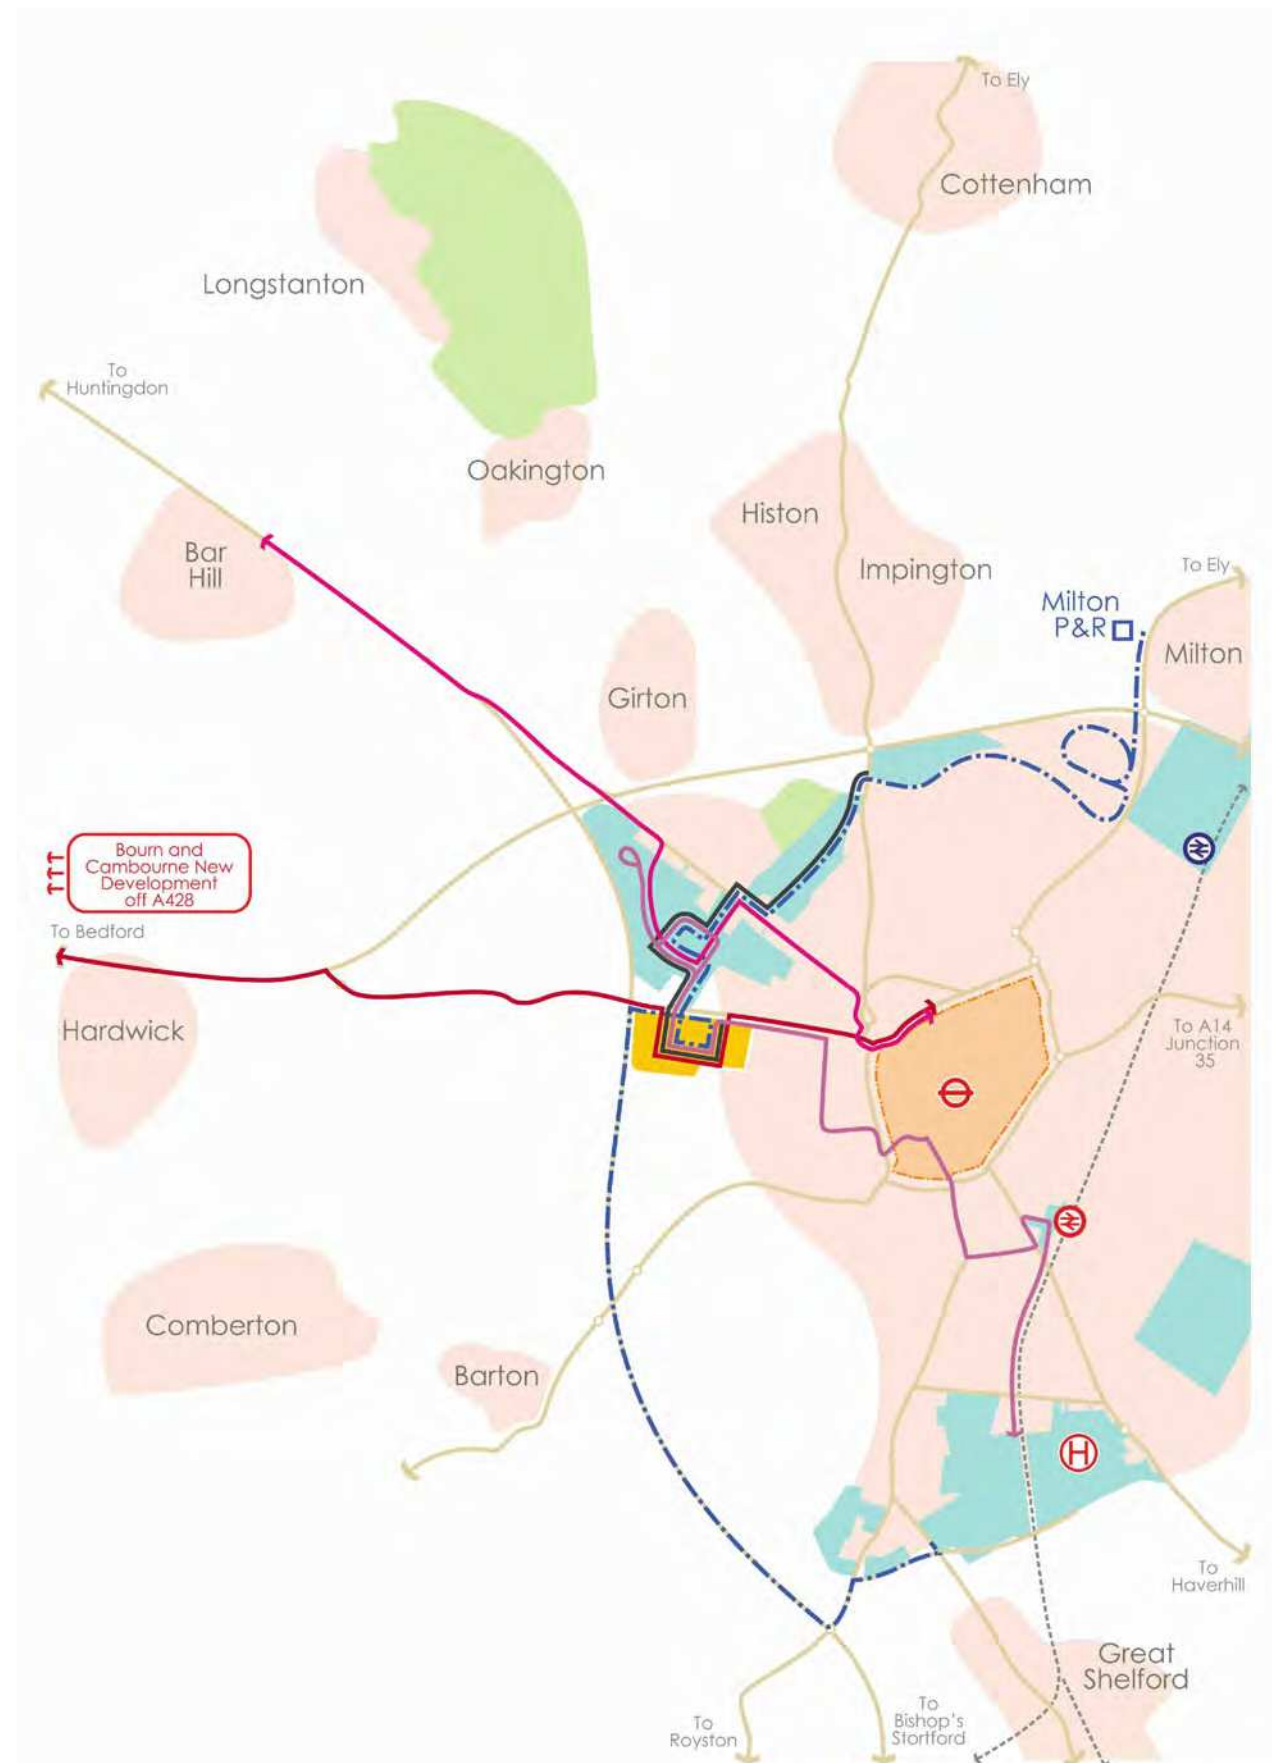 To Ely
Cottenham
Longstanton
To
Huntingdon
Oakington
Histon
Bar
Hill
Impington
To Ely
Milton
P&R
Milton
Girton
Bourn and
Cambourne New
Development
off A428
To Bedford
Hardwick
To A14
Junction
35
Comberton
Barton
H
To
Haverhill
Great
Shelford
To
Royston
To
Bishop's
Stortford